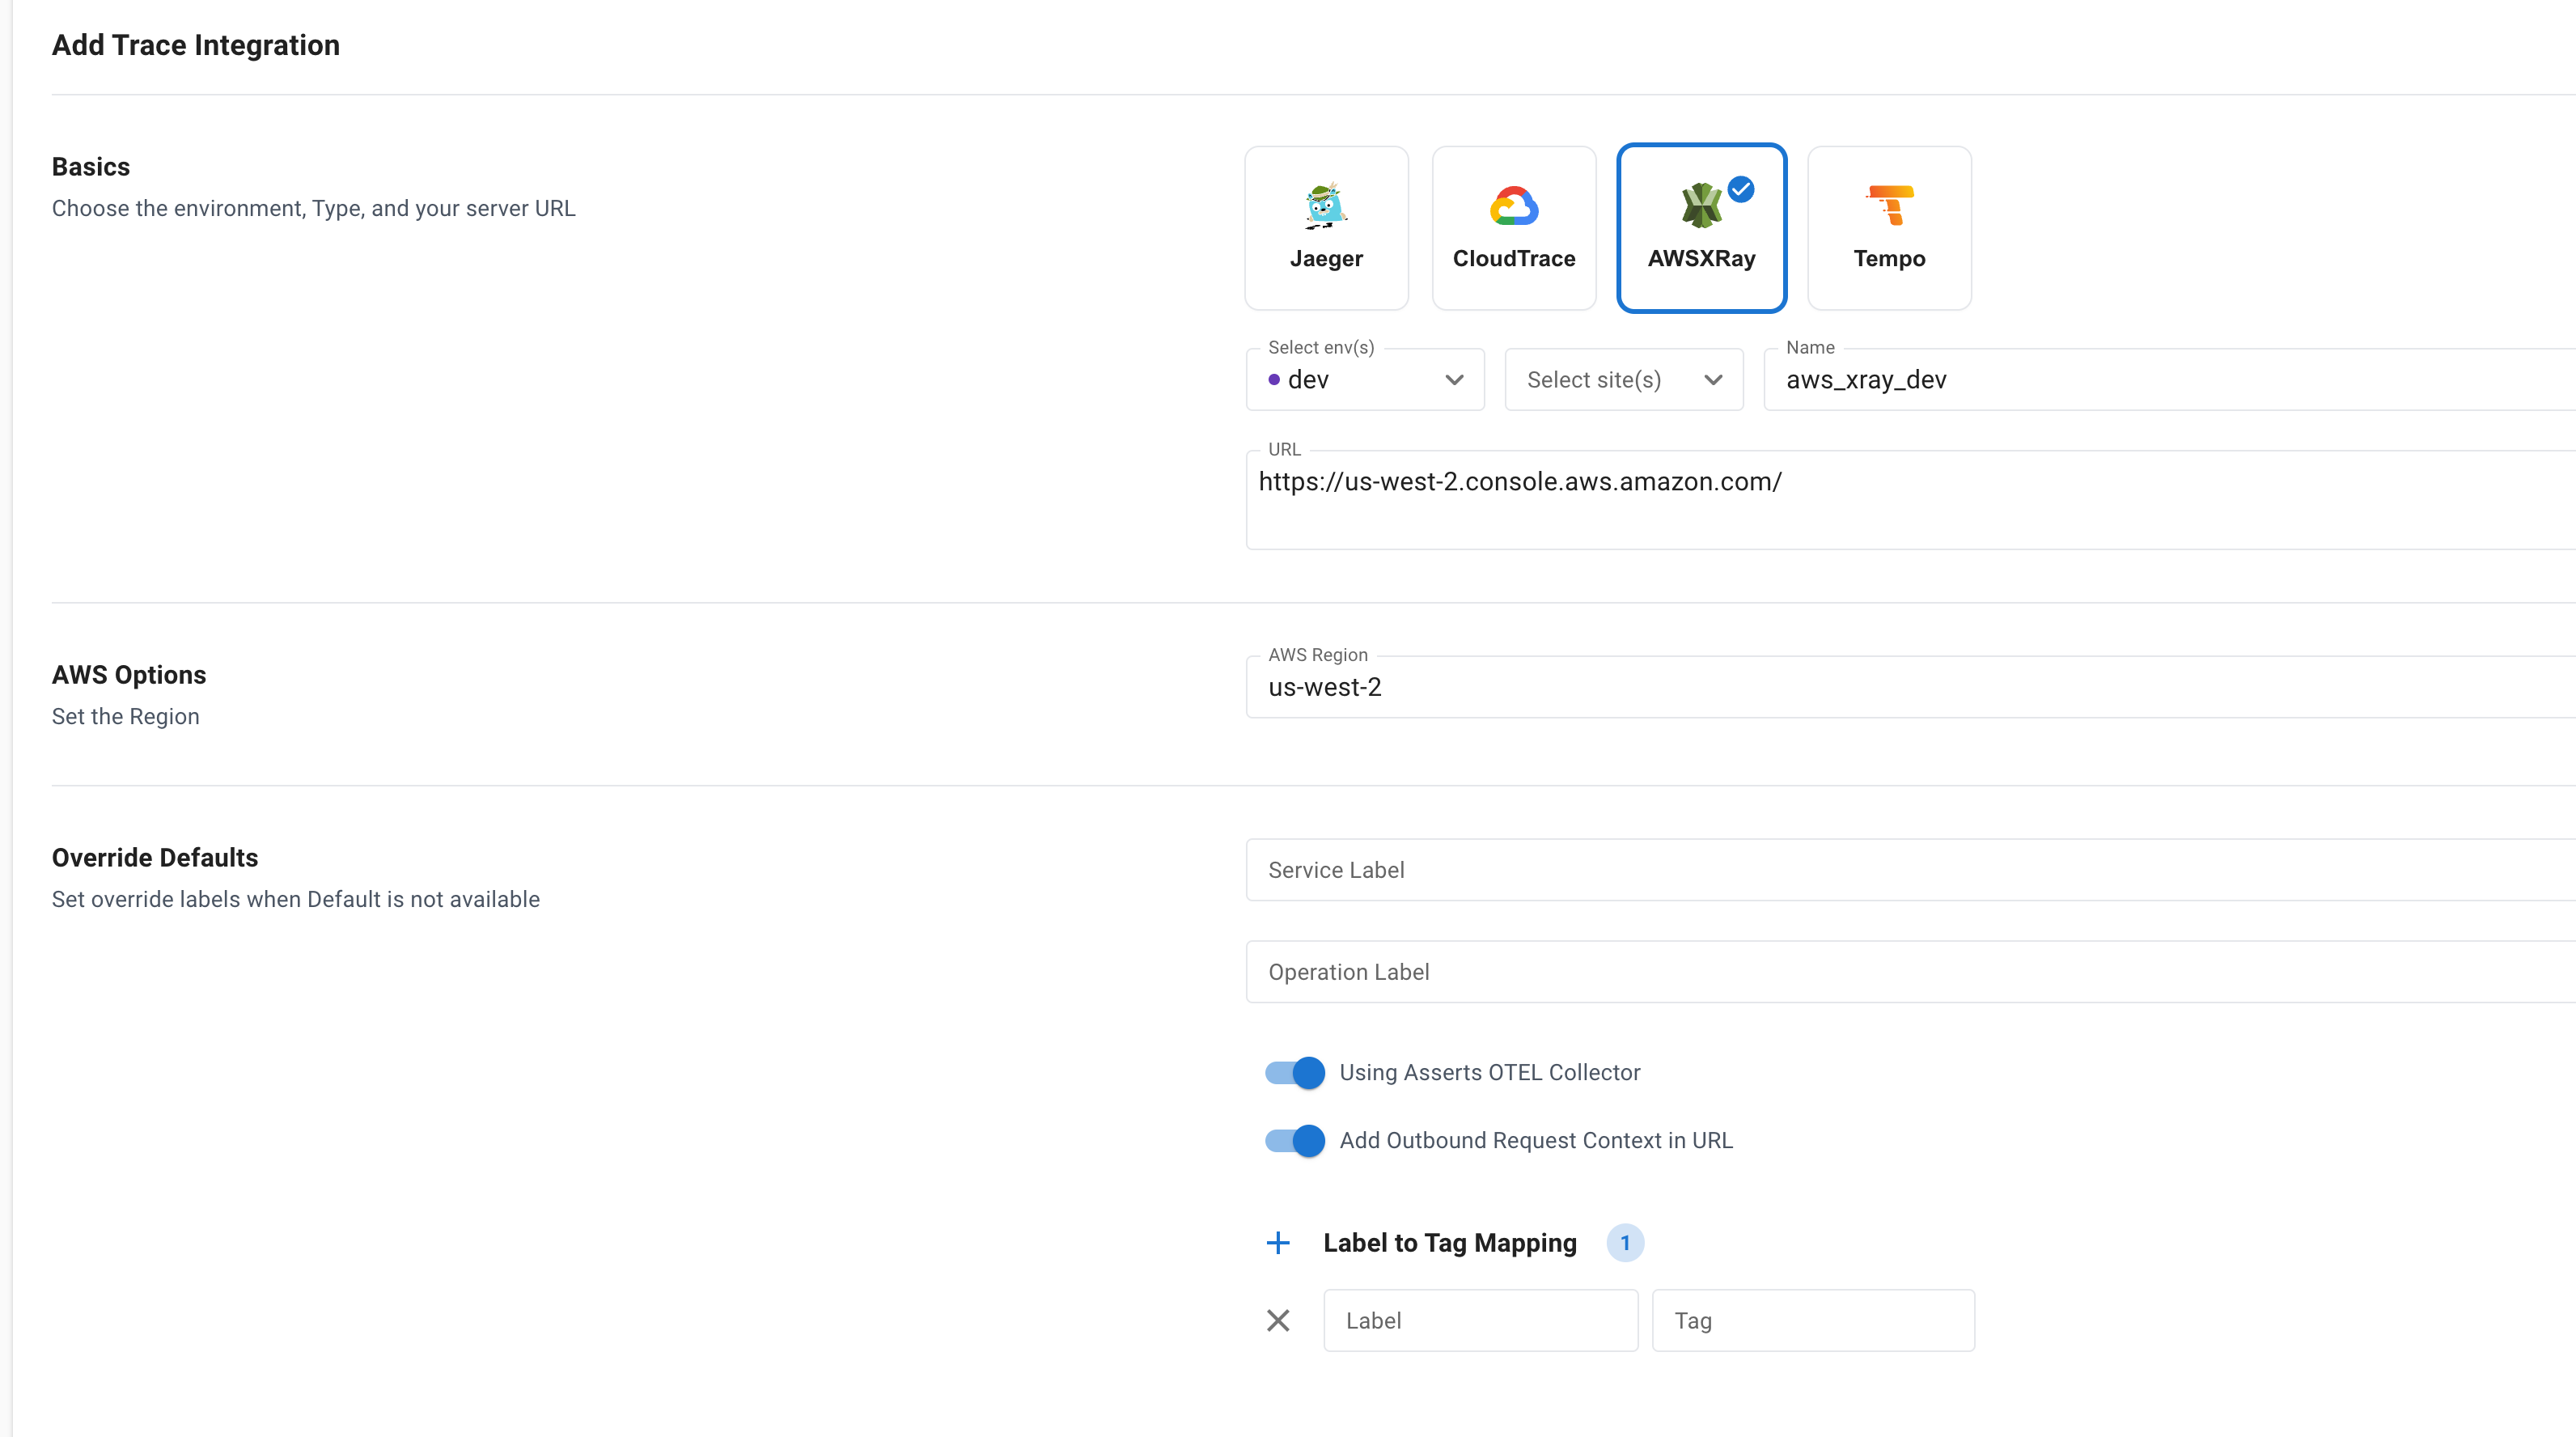 Add Trace Integration
Basics
Choose the environment, Type, and your server URL
Jaeger
CloudTrace
AWSXRay
Tempo
Select env(s)
dev
Select site(s)
Name
aws_xray_dev
URL
https://us-west-2.console.aws.amazon.com/
AWS Options
Set the Region
AWS Region
us-west-2
Override Defaults
Set override labels when Default is not available
Service Label
Operation Label
Using Asserts OTEL Collector
Add Outbound Request Context in URL
Label to Tag Mapping 1
Label
Tag